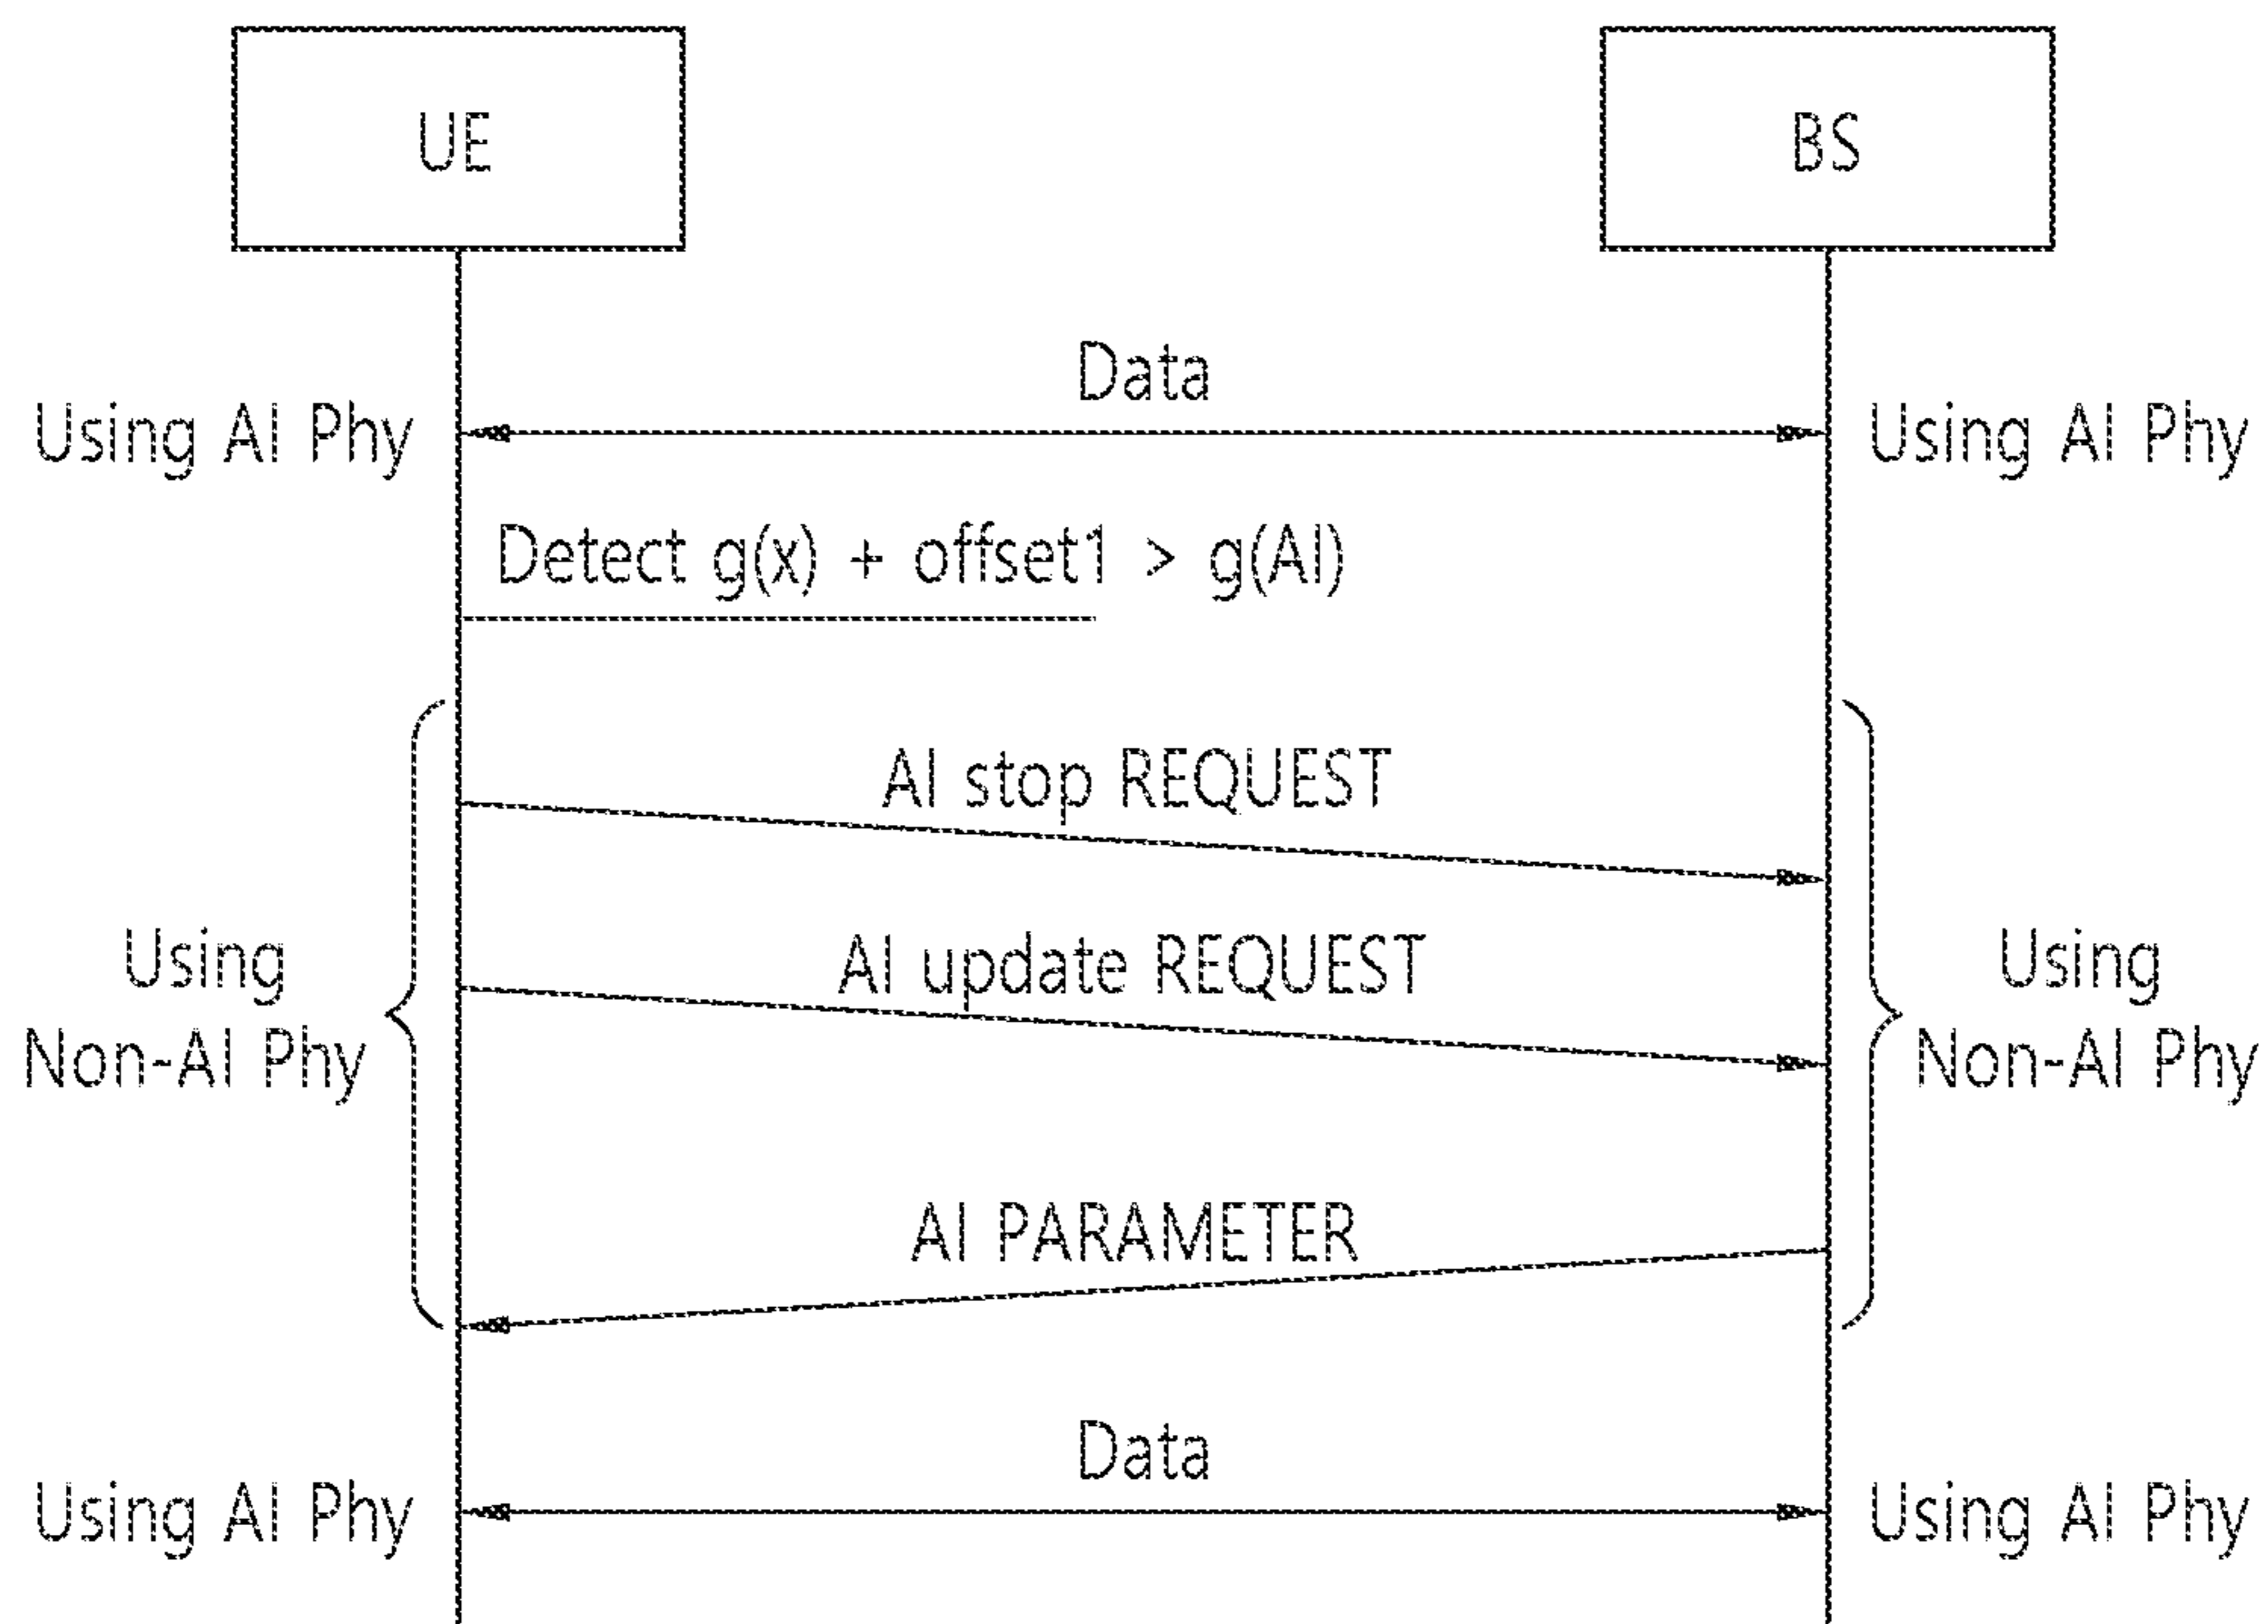 UE
BS
Data
Using AI Phy
Using AI Phy
Detect g(x) + offset1 > g(AI)
AI stop REQUEST
Using
Non-AI Phy
AI update REQUEST
Using
Non-AI Phy
AI PARAMETER
Data
Using AI Phy
Using AI Phy